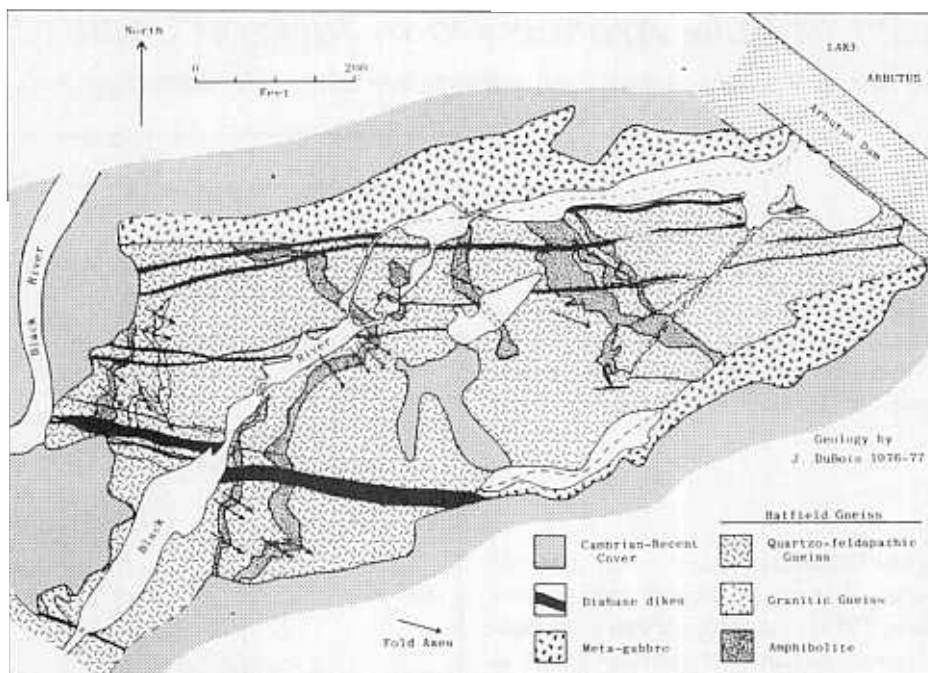 North
0 200
Feet
LAKE
ARBUTUS
Arbutus Dam
Black River
River
Black
Geology by
J. DuBois 1976-77
Hatfield Gneiss
Cambrian-Recent
Cover
Quartzo-feldspathic
Gneiss
Diabase dikes
Granitic Gneiss
Fold Axes
Meta-gabbro
Amphibolite